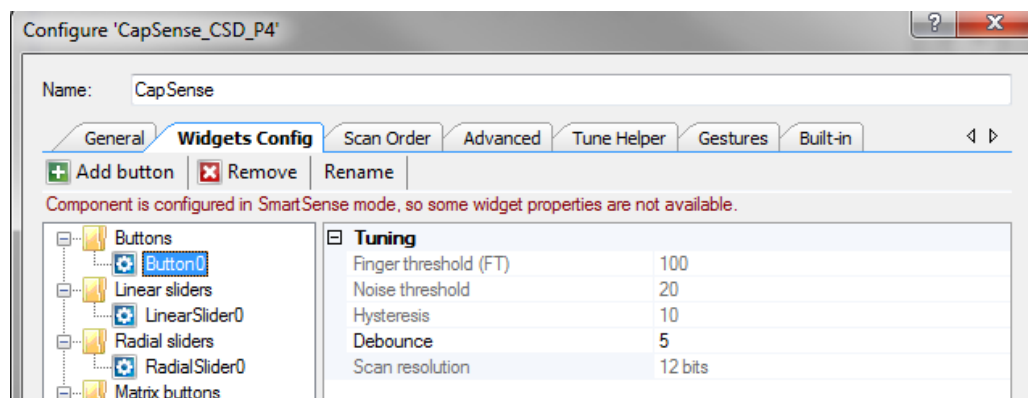 Configure 'CapSense_CSD_P4'
Name: CapSense
General Widgets Config Scan Order Advanced Tune Helper Gestures Built-in
Add button Remove Rename
Component is configured in SmartSense mode, so some widget properties are not available.
Buttons
Button0
Linear sliders
LinearSlider0
Radial sliders
RadialSlider0
Matrix buttons
Tuning
Finger threshold (FT) 100
Noise threshold 20
Hysteresis 10
Debounce 5
Scan resolution 12 bits